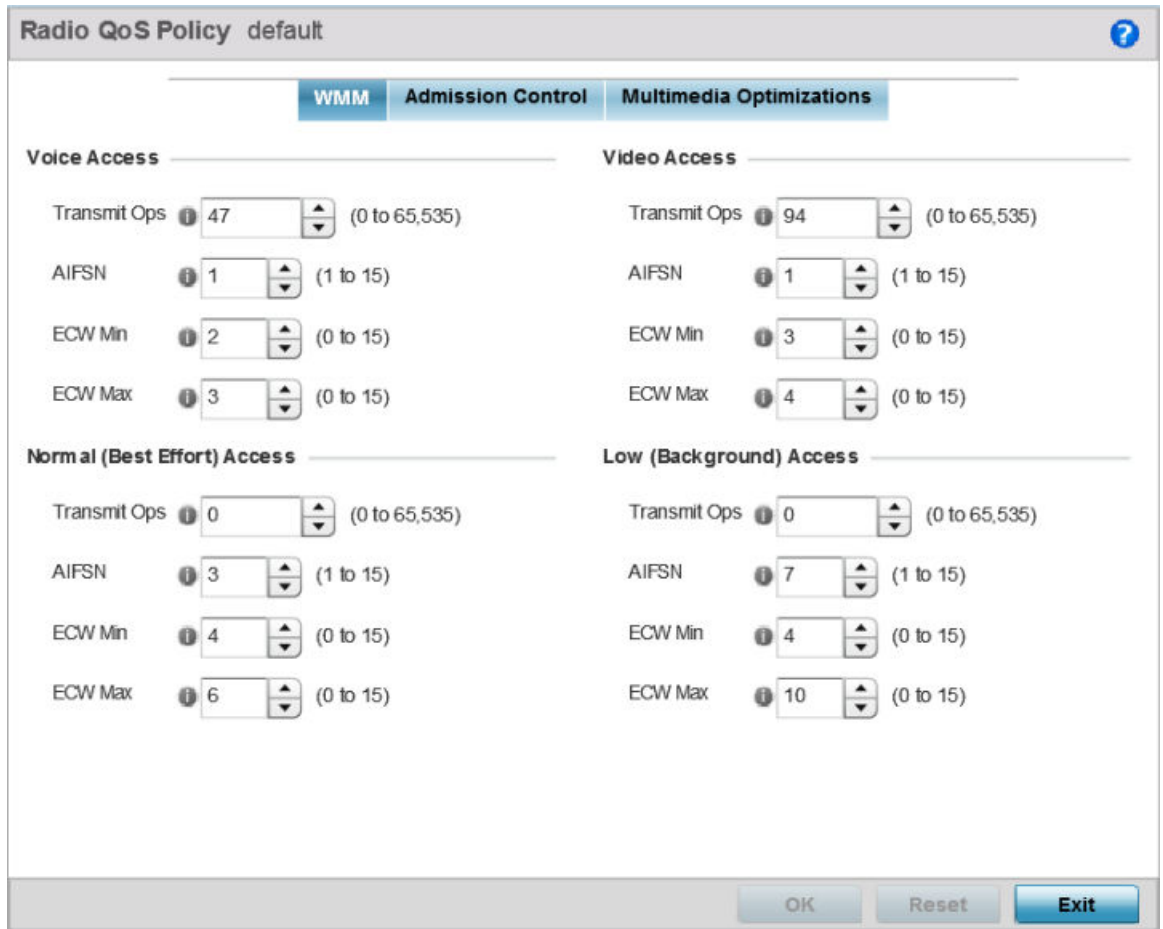 Radio QoS Policy default
?
WMM
Admission Control
Multimedia Optimizations
Voice Access
Transmit Ops 47 (0 to 65,535)
AIFSN 1 (1 to 15)
ECW Min 2 (0 to 15)
ECW Max 3 (0 to 15)
Video Access
Transmit Ops 94 (0 to 65,535)
AIFSN 1 (1 to 15)
ECW Min 3 (0 to 15)
ECW Max 4 (0 to 15)
Normal (Best Effort) Access
Transmit Ops 0 (0 to 65,535)
AIFSN 3 (1 to 15)
ECW Min 4 (0 to 15)
ECW Max 6 (0 to 15)
Low (Background) Access
Transmit Ops 0 (0 to 65,535)
AIFSN 7 (1 to 15)
ECW Min 4 (0 to 15)
ECW Max 10 (0 to 15)
OK
Reset
Exit